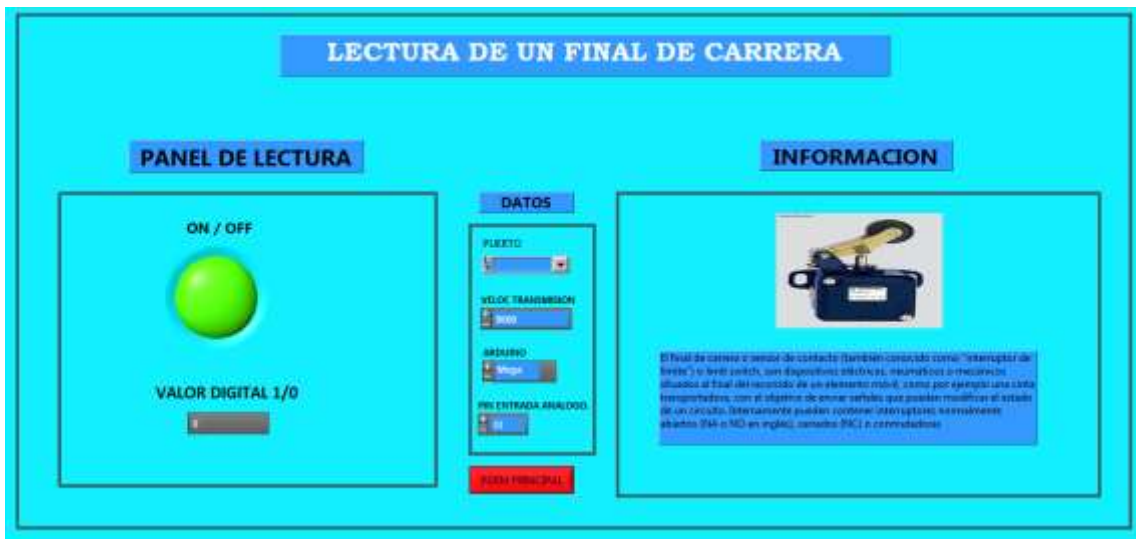 LECTURA DE UN FINAL DE CARRERA
PANEL DE LECTURA
ON / OFF
VALOR DIGITAL 1/0
DATOS
PUERTO
VELOC TRANSMISION
9600
ARDUINO
Mega
PIN ENTRADA ANALOGO
PRINCIPAL
INFORMACION
El final de carrera o sensor de contacto (también conocido como "interruptor de
límite") o limit switch, son dispositivos eléctricos, neumáticos o mecánicos
situados al final del recorrido de un elemento móvil, como por ejemplo una cinta
transportadora, con el objetivo de enviar señales que puedan modificar el estado
de un circuito. Internamente pueden contener interruptores normalmente
abiertos (NA o NO en inglés), cerrados (NC) o conmutadores